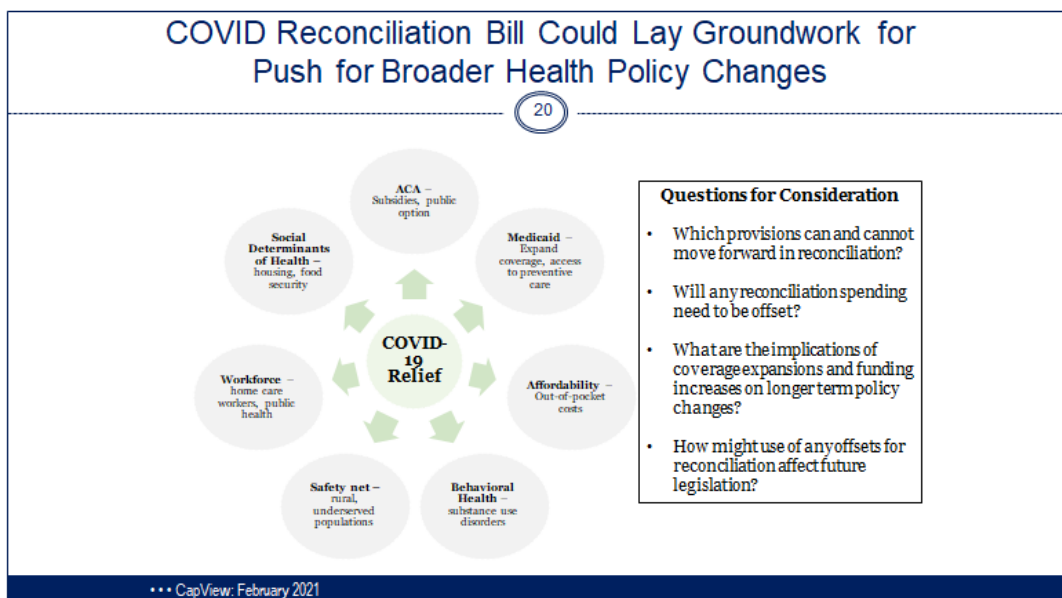 COVID Reconciliation Bill Could Lay Groundwork for
Push for Broader Health Policy Changes
20
ACA –
Subsidies, public
option
Medicaid –
Expand
coverage, access
to preventive
care
Affordability –
Out-of-pocket
costs
Behavioral
Health –
substance use
disorders
Safety net –
rural,
underserved
populations
Workforce –
home care
workers, public
health
Social
Determinants
of Health –
housing, food
security
COVID-
19
Relief
Questions for Consideration
• Which provisions can and cannot
move forward in reconciliation?
• Will any reconciliation spending
need to be offset?
• What are the implications of
coverage expansions and funding
increases on longer term policy
changes?
• How might use of any offsets for
reconciliation affect future
legislation?
• • • CapView: February 2021